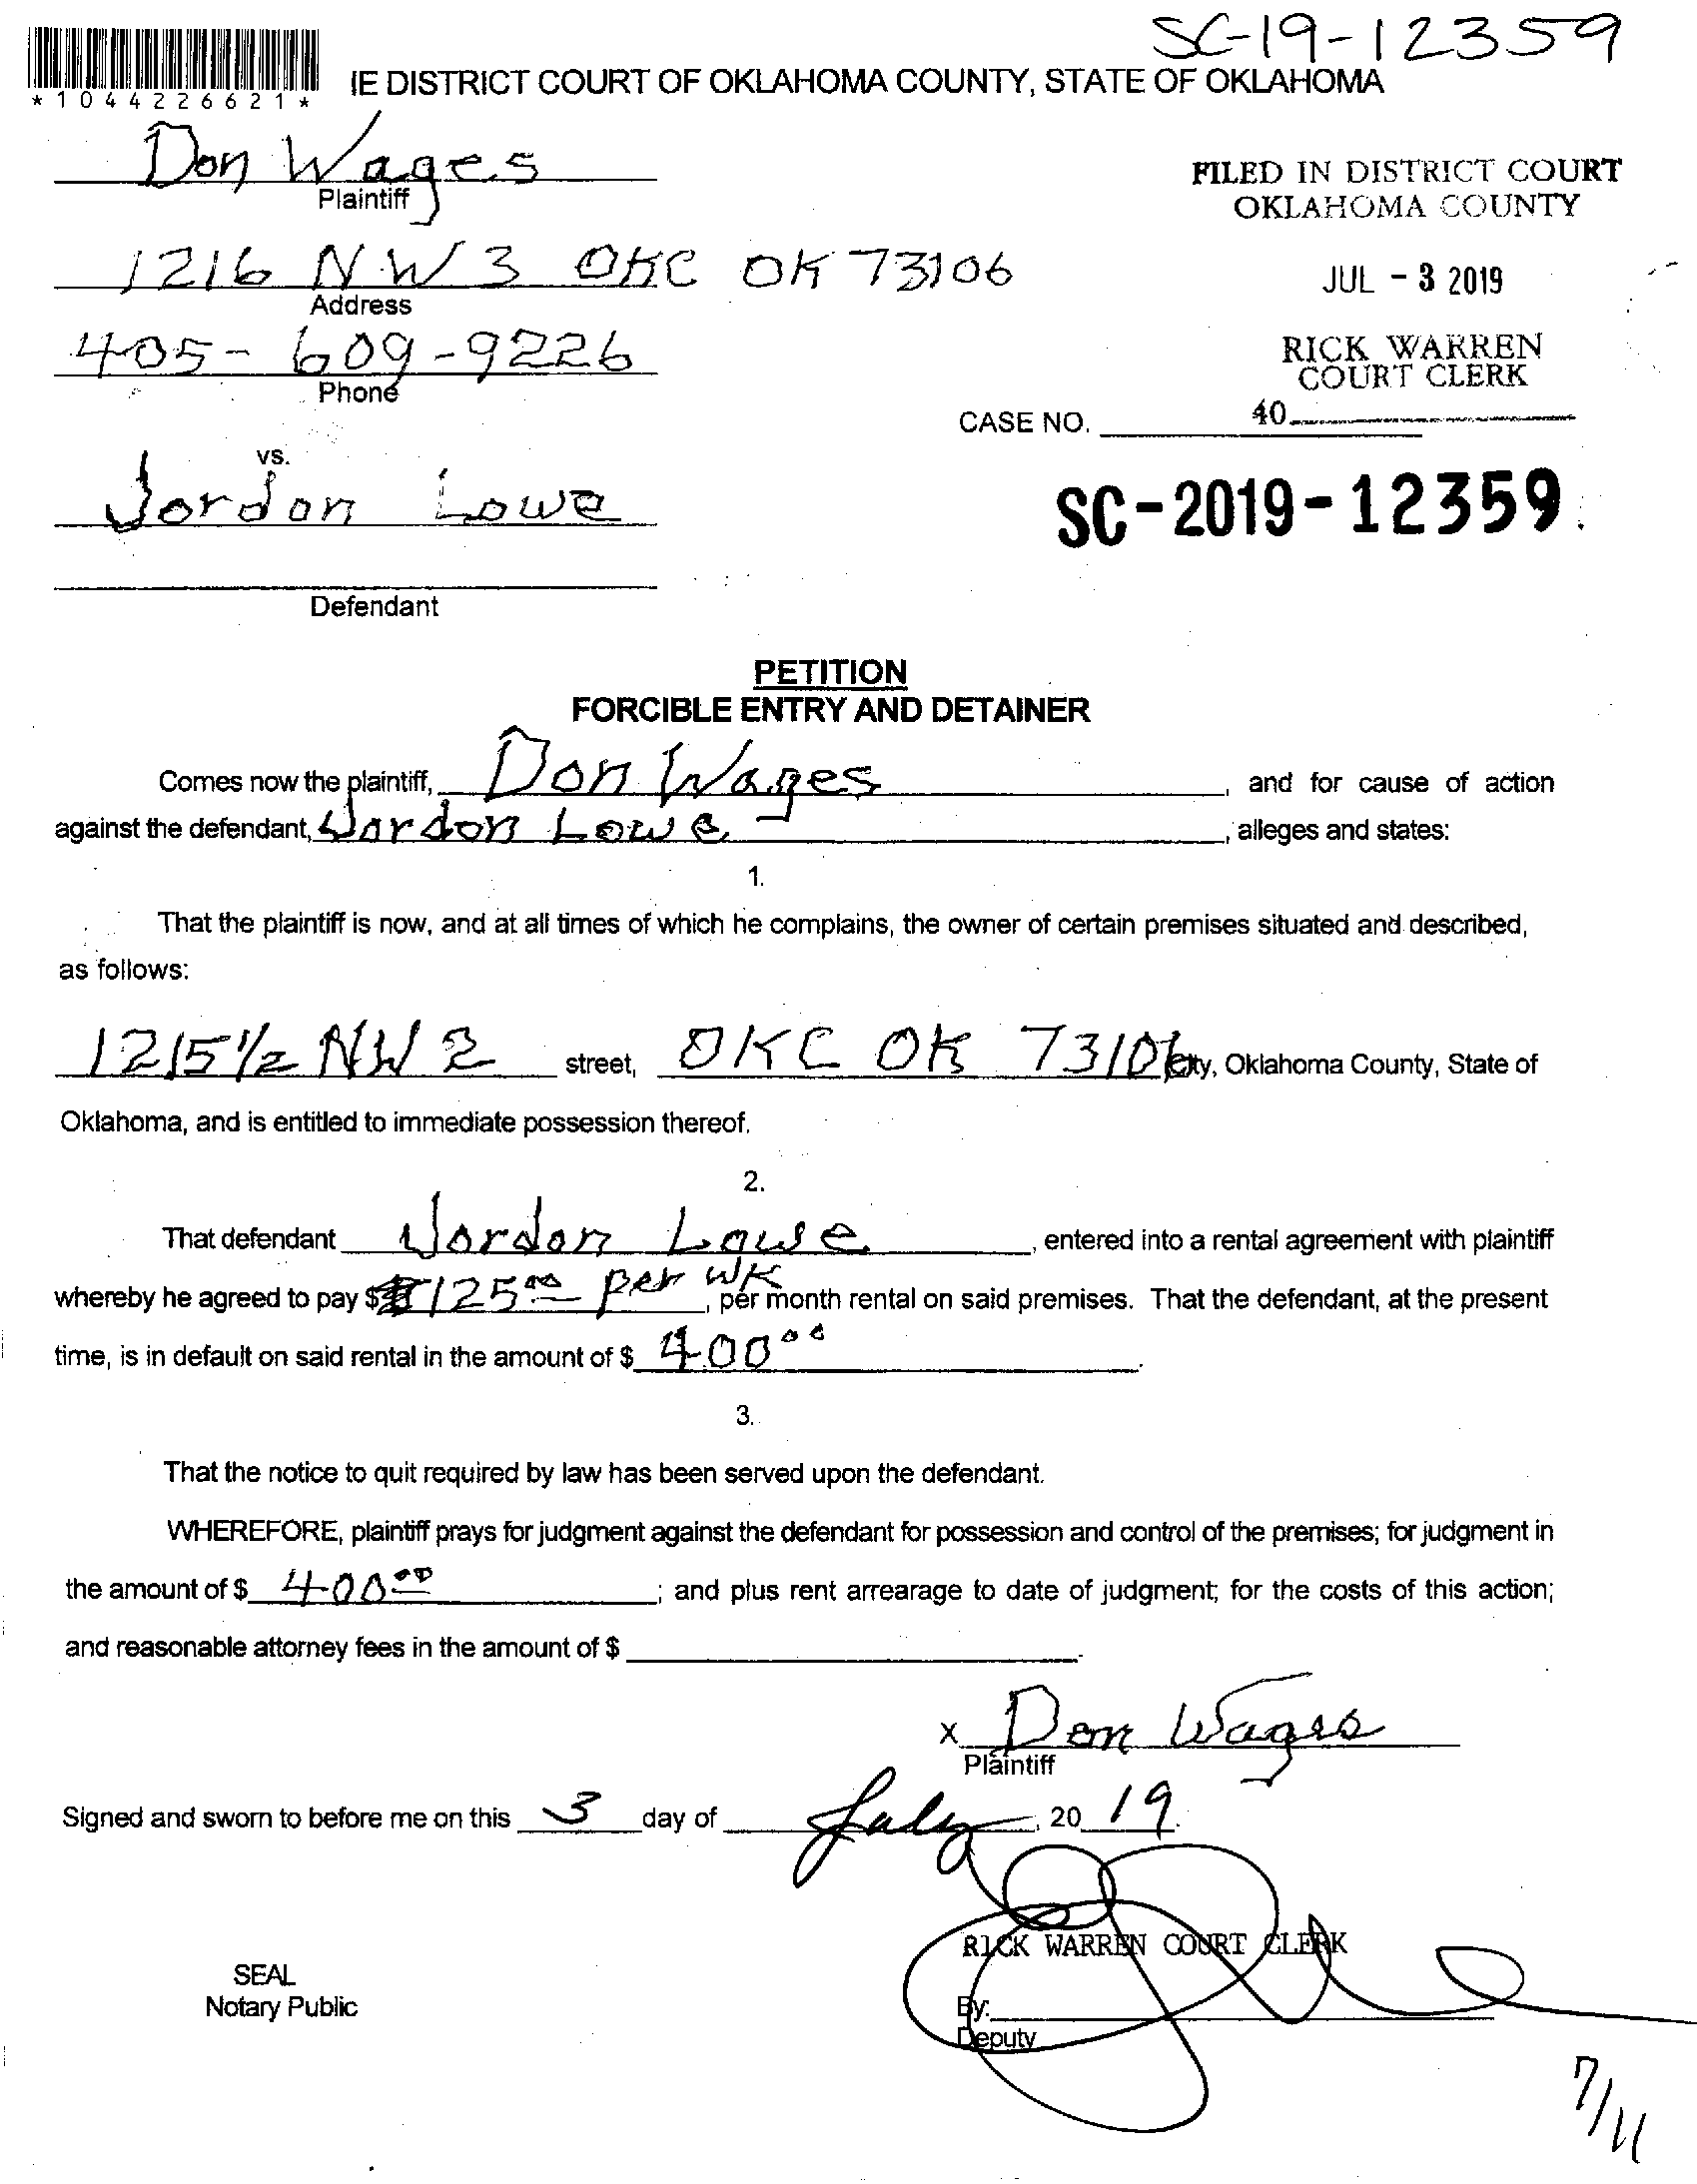 SC-19-12359
*1044226621*
IE DISTRICT COURT OF OKLAHOMA COUNTY, STATE OF OKLAHOMA
Don Wages
Plaintiff
FILED IN DISTRICT COURT
OKLAHOMA COUNTY
1216 NW 3 OKC OK 73106
Address
JUL - 3 2019
405-609-9226
Phone
RICK WARREN
COURT CLERK
CASE NO.
40
vs.
Jordon Lowe
SC-2019-12359
Defendant
PETITION
FORCIBLE ENTRY AND DETAINER
Comes now the plaintiff, Don Wages, and for cause of action
against the defendant, Jordon Lowe, alleges and states:
1.
That the plaintiff is now, and at all times of which he complains, the owner of certain premises situated and described,
as follows:
1215 1/2 NW 2 street, OKC OK 73106 City, Oklahoma County, State of
Oklahoma, and is entitled to immediate possession thereof.
2.
That defendant Jordon Lowe, entered into a rental agreement with plaintiff
whereby he agreed to pay $ 125 00 per wk, per month rental on said premises. That the defendant, at the present
time, is in default on said rental in the amount of $ 400 00.
3.
That the notice to quit required by law has been served upon the defendant.
WHEREFORE, plaintiff prays for judgment against the defendant for possession and control of the premises; for judgment in
the amount of $ 400 00; and plus rent arrearage to date of judgment; for the costs of this action;
and reasonable attorney fees in the amount of $
X Don Wages
Plaintiff
Signed and sworn to before me on this 3 day of July, 20 19.
RICK WARREN COURT CLERK
SEAL
Notary Public
By:
Deputy
7/11